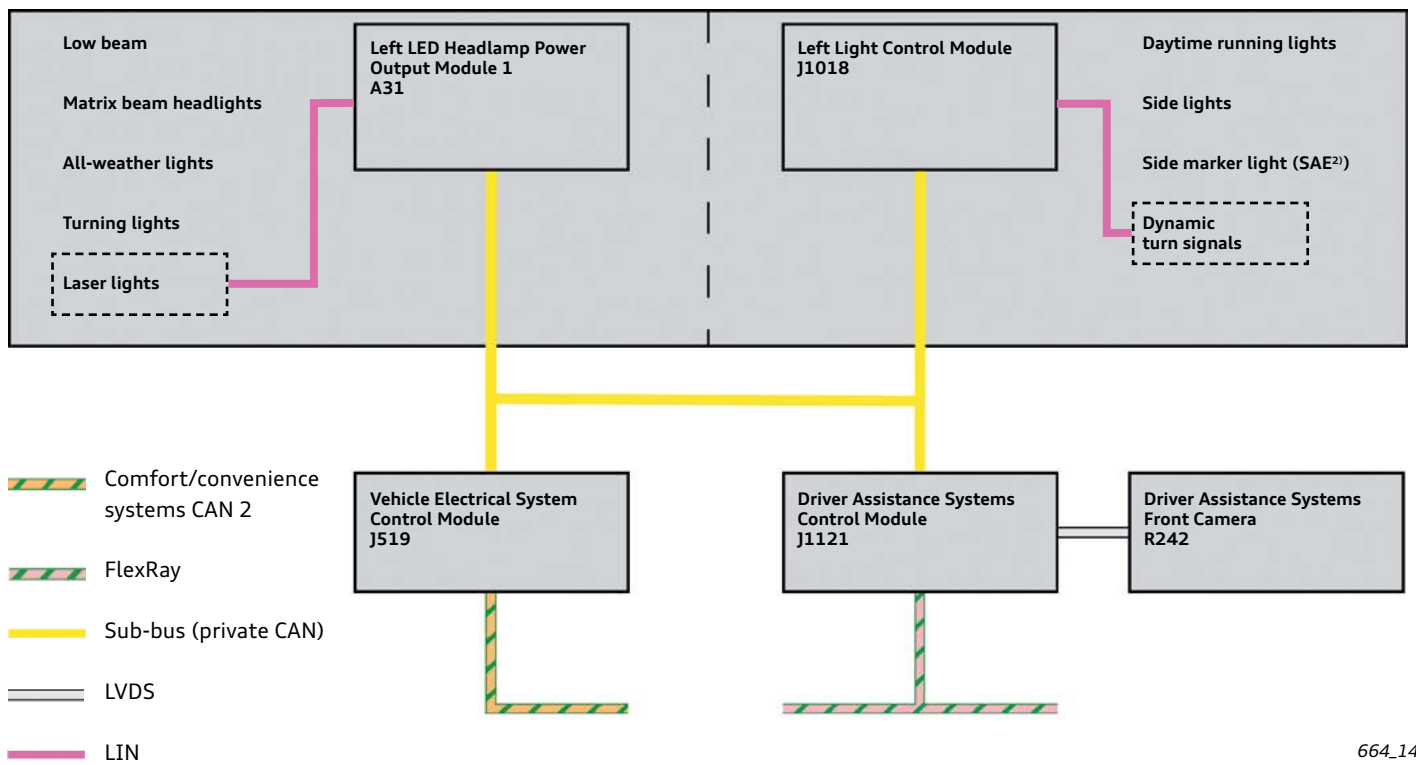 Low beam
Matrix beam headlights
All-weather lights
Turning lights
Laser lights
Left LED Headlamp Power
Output Module 1
A31
Left Light Control Module
J1018
Daytime running lights
Side lights
Side marker light (SAE²⁾)
Dynamic
turn signals
Comfort/convenience
systems CAN 2
FlexRay
Sub-bus (private CAN)
LVDS
LIN
Vehicle Electrical System
Control Module
J519
Driver Assistance Systems
Control Module
J1121
Driver Assistance Systems
Front Camera
R242
664_14